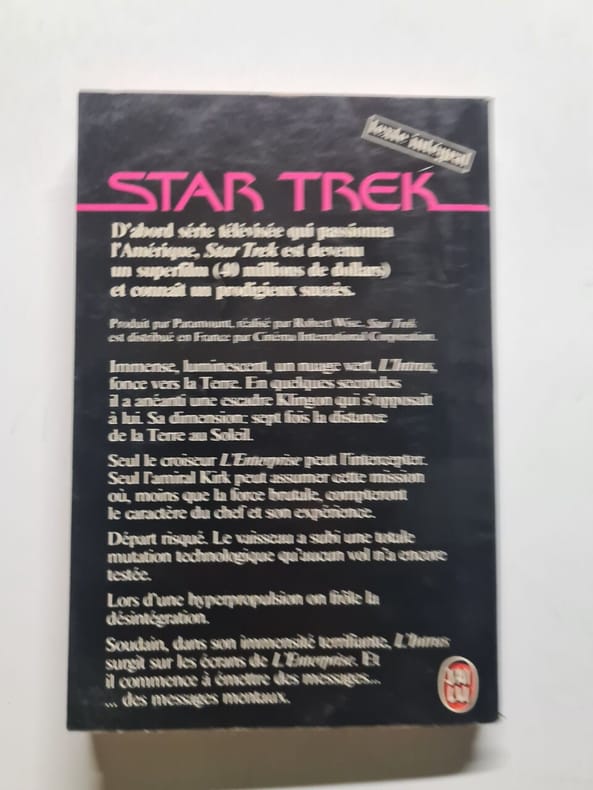 texte intégral
STAR TREK
D'abord série télévisée qui passionna
l'Amérique, Star Trek est devenu
un superfilm (40 millions de dollars)
et connaît un prodigieux succès.
Produit par Paramount, réalisé par Robert Wise, Star Trek
est distribué en France par Cinéma International Corporation.
Immense, luminescent, un nuage vert, L'Intrus,
fonce vers la Terre. En quelques secondes
il a anéanti une escadre Klingon qui s'opposait
à lui. Sa dimension: sept fois la distance
de la Terre au Soleil.
Seul le croiseur L'Enterprise peut l'intercepter.
Seul l'amiral Kirk peut assumer cette mission
où, moins que la force brutale, compteront
le caractère du chef et son expérience.
Départ risqué. Le vaisseau a subi une totale
mutation technologique qu'aucun vol n'a encore
testée.
Lors d'une hyperpropulsion on frôle la
désintégration.
Soudain, dans son immensité terrifiante, L'Intrus
surgit sur les écrans de L'Enterprise. Et
il commence à émettre des messages...
... des messages mentaux.
J'AI
LU